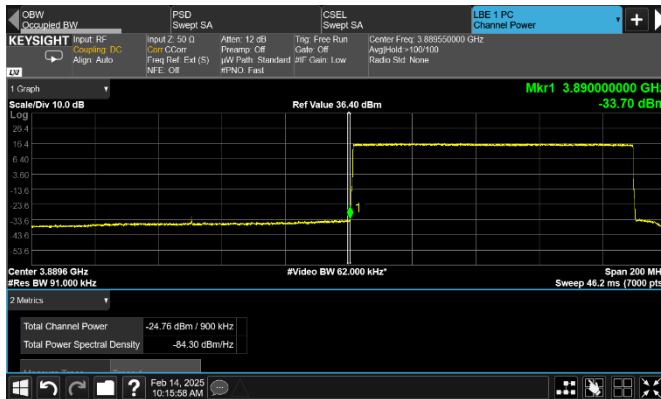 OBW
Occupied BW
PSD
Swept SA
CSEL
Swept SA
LBE 1 PC
Channel Power
KEYSIGHT
Input: RF
Coupling: DC
Align: Auto
Input Z: 50 Ω
Corr CCorr
Freq Ref: Ext (S)
NFE: Off
Atten: 12 dB
Preamp: Off
µW Path: Standard
#PNO: Fast
Trig: Free Run
Gate: Off
#IF Gain: Low
Center Freq: 3.889550000 GHz
Avg|Hold:>100/100
Radio Std: None
1 Graph
Mkr1 3.890000000 GHz
Scale/Div 10.0 dB
Ref Value 36.40 dBm
-33.70 dBm
Log
26.4
16.4
6.40
-3.60
-13.6
-23.6
-33.6
-43.6
-53.6
1
Center 3.8896 GHz
#Video BW 62.000 kHz*
Span 200 MH
#Res BW 91.000 kHz
Sweep 46.2 ms (7000 pts
2 Metrics
Total Channel Power
-24.76 dBm / 900 kHz
Total Power Spectral Density
-84.30 dBm/Hz
?
Feb 14, 2025
10:15:58 AM